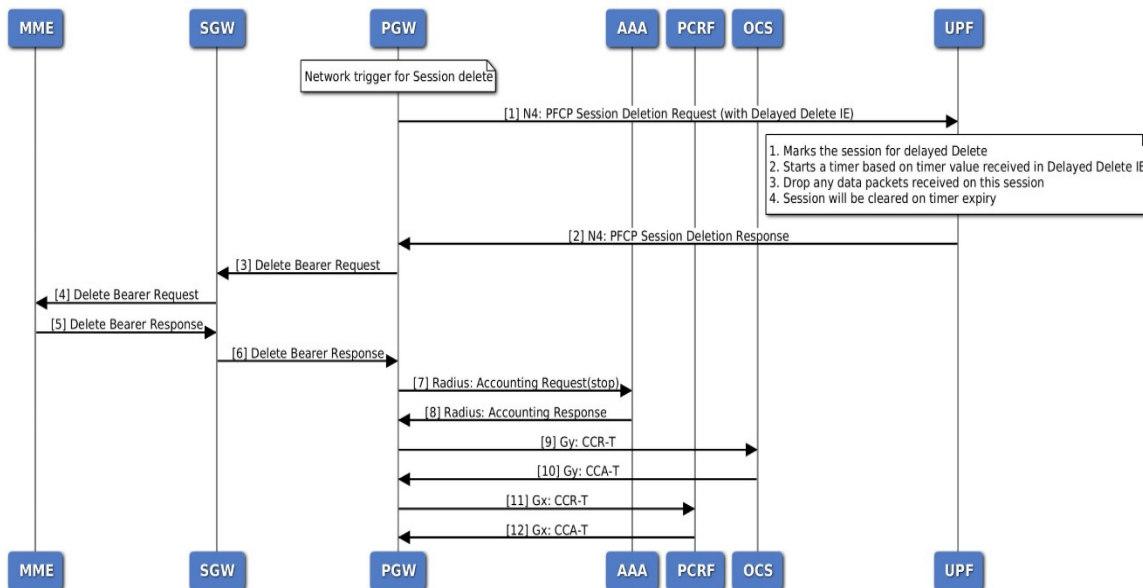 MME SGW PGW AAA PCRF OCS UPF
Network trigger for Session delete
[1] N4: PFCP Session Deletion Request (with Delayed Delete IE)
1. Marks the session for delayed Delete
2. Starts a timer based on timer value received in Delayed Delete IE
3. Drop any data packets received on this session
4. Session will be cleared on timer expiry
[2] N4: PFCP Session Deletion Response
[3] Delete Bearer Request
[4] Delete Bearer Request
[5] Delete Bearer Response
[6] Delete Bearer Response
[7] Radius: Accounting Request(stop)
[8] Radius: Accounting Response
[9] Gy: CCR-T
[10] Gy: CCA-T
[11] Gx: CCR-T
[12] Gx: CCA-T
MME SGW PGW AAA PCRF OCS UPF